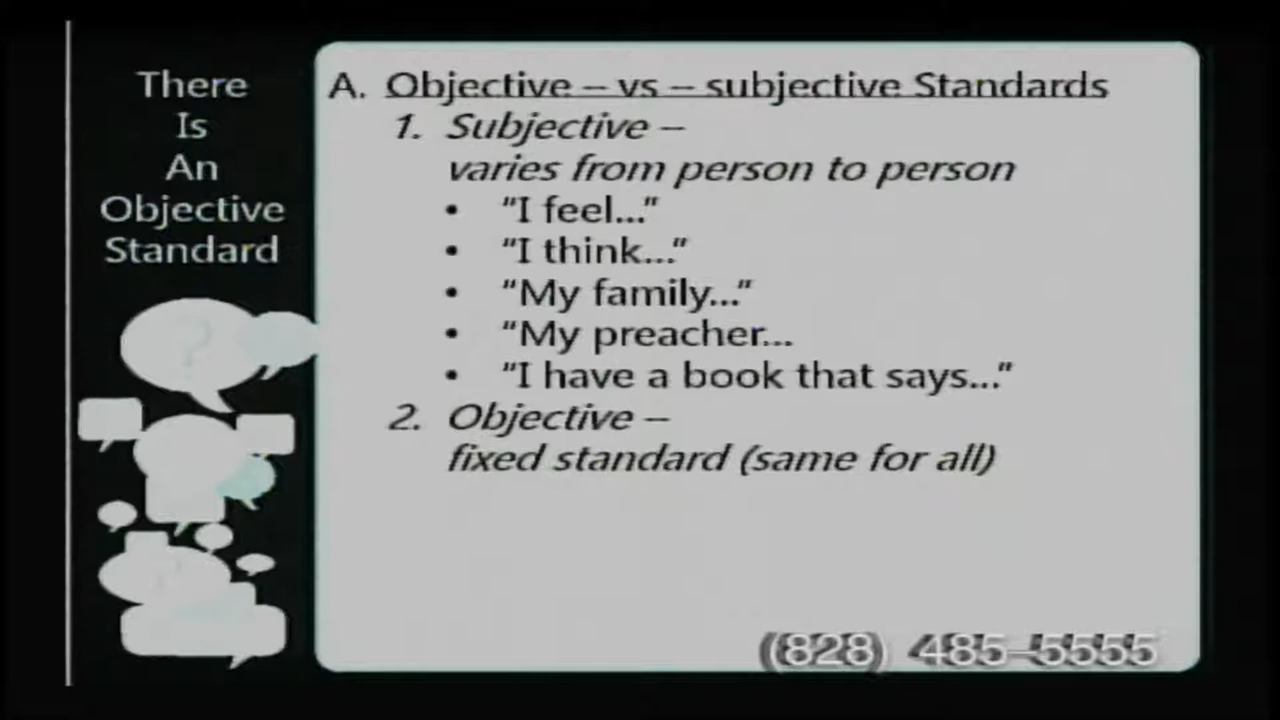 There
Is
An
Objective
Standard
A. Objective – vs – subjective Standards
1. Subjective –
varies from person to person
• "I feel..."
• "I think..."
• "My family..."
• "My preacher...
• "I have a book that says..."
2. Objective –
fixed standard (same for all)
(828) 485-5555